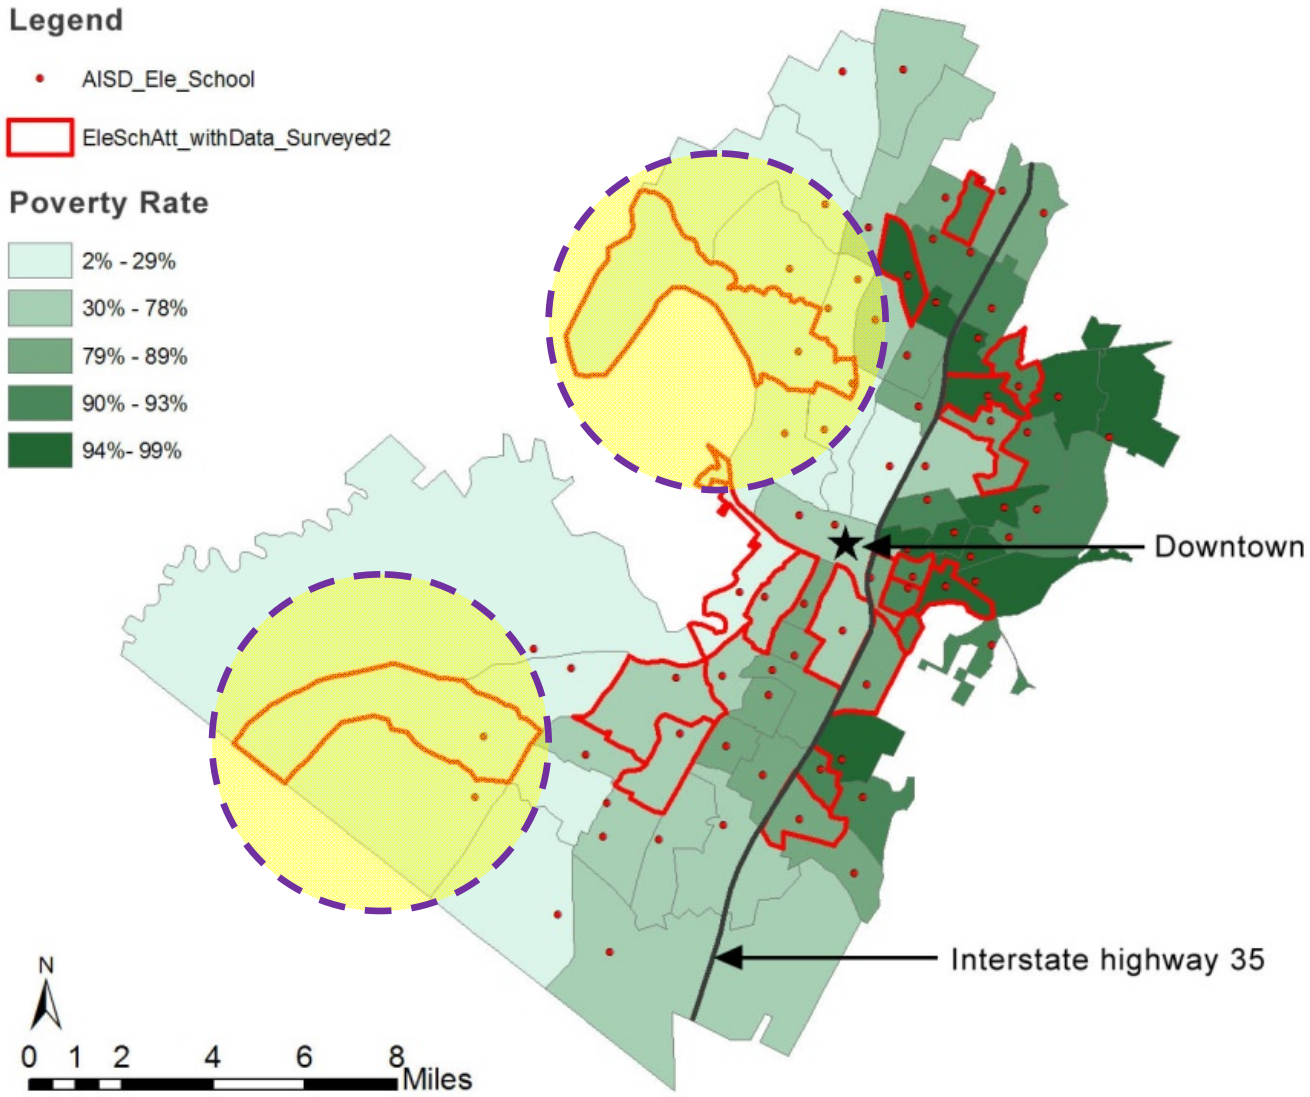 Legend
AISD_Ele_School
EleSchAtt_withData_Surveyed2
Poverty Rate
2% - 29%
30% - 78%
79% - 89%
90% - 93%
94%- 99%
Downtown
Interstate highway 35
N
0 1 2 4 6 8
Miles